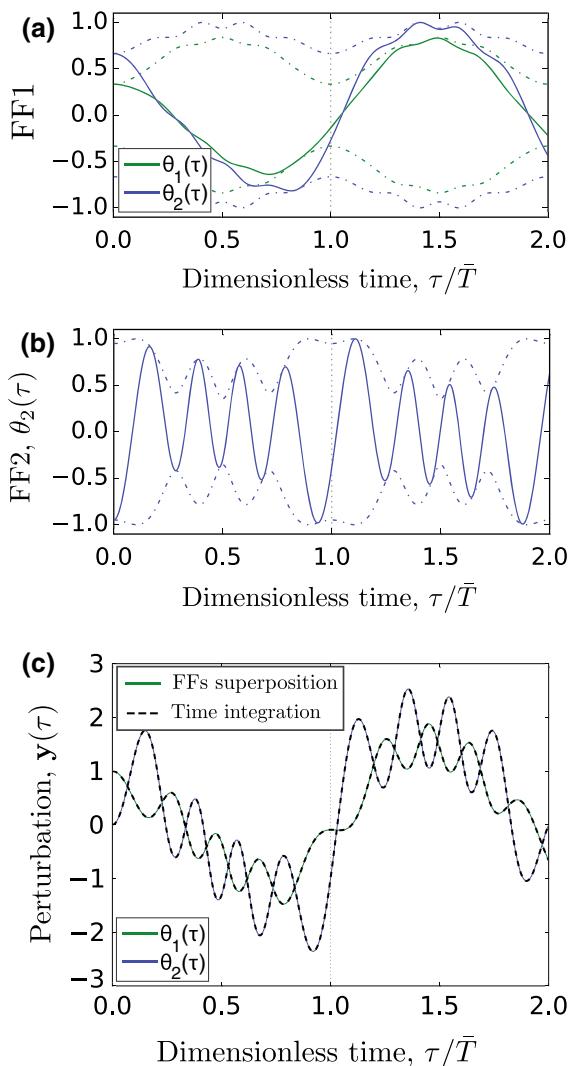 (a)
FF1
1.0
0.5
0.0
−0.5
−1.0
θ₁(τ)
θ₂(τ)
0.0 0.5 1.0 1.5 2.0
Dimensionless time, τ/T̄
(b)
FF2, θ₂(τ)
1.0
0.5
0.0
−0.5
−1.0
0.0 0.5 1.0 1.5 2.0
Dimensionless time, τ/T̄
(c)
Perturbation, y(τ)
3
2
1
0
−1
−2
−3
FFs superposition
Time integration
θ₁(τ)
θ₂(τ)
0.0 0.5 1.0 1.5 2.0
Dimensionless time, τ/T̄